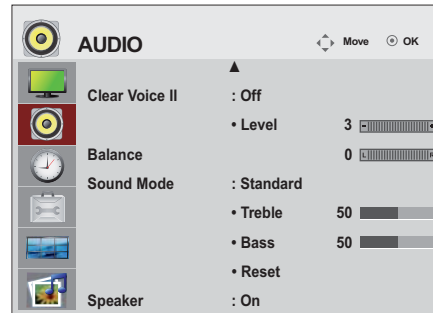 AUDIO Move OK
▲
Clear Voice II : Off
• Level 3 -
Balance 0 L R
Sound Mode : Standard
• Treble 50
• Bass 50
• Reset
Speaker : On